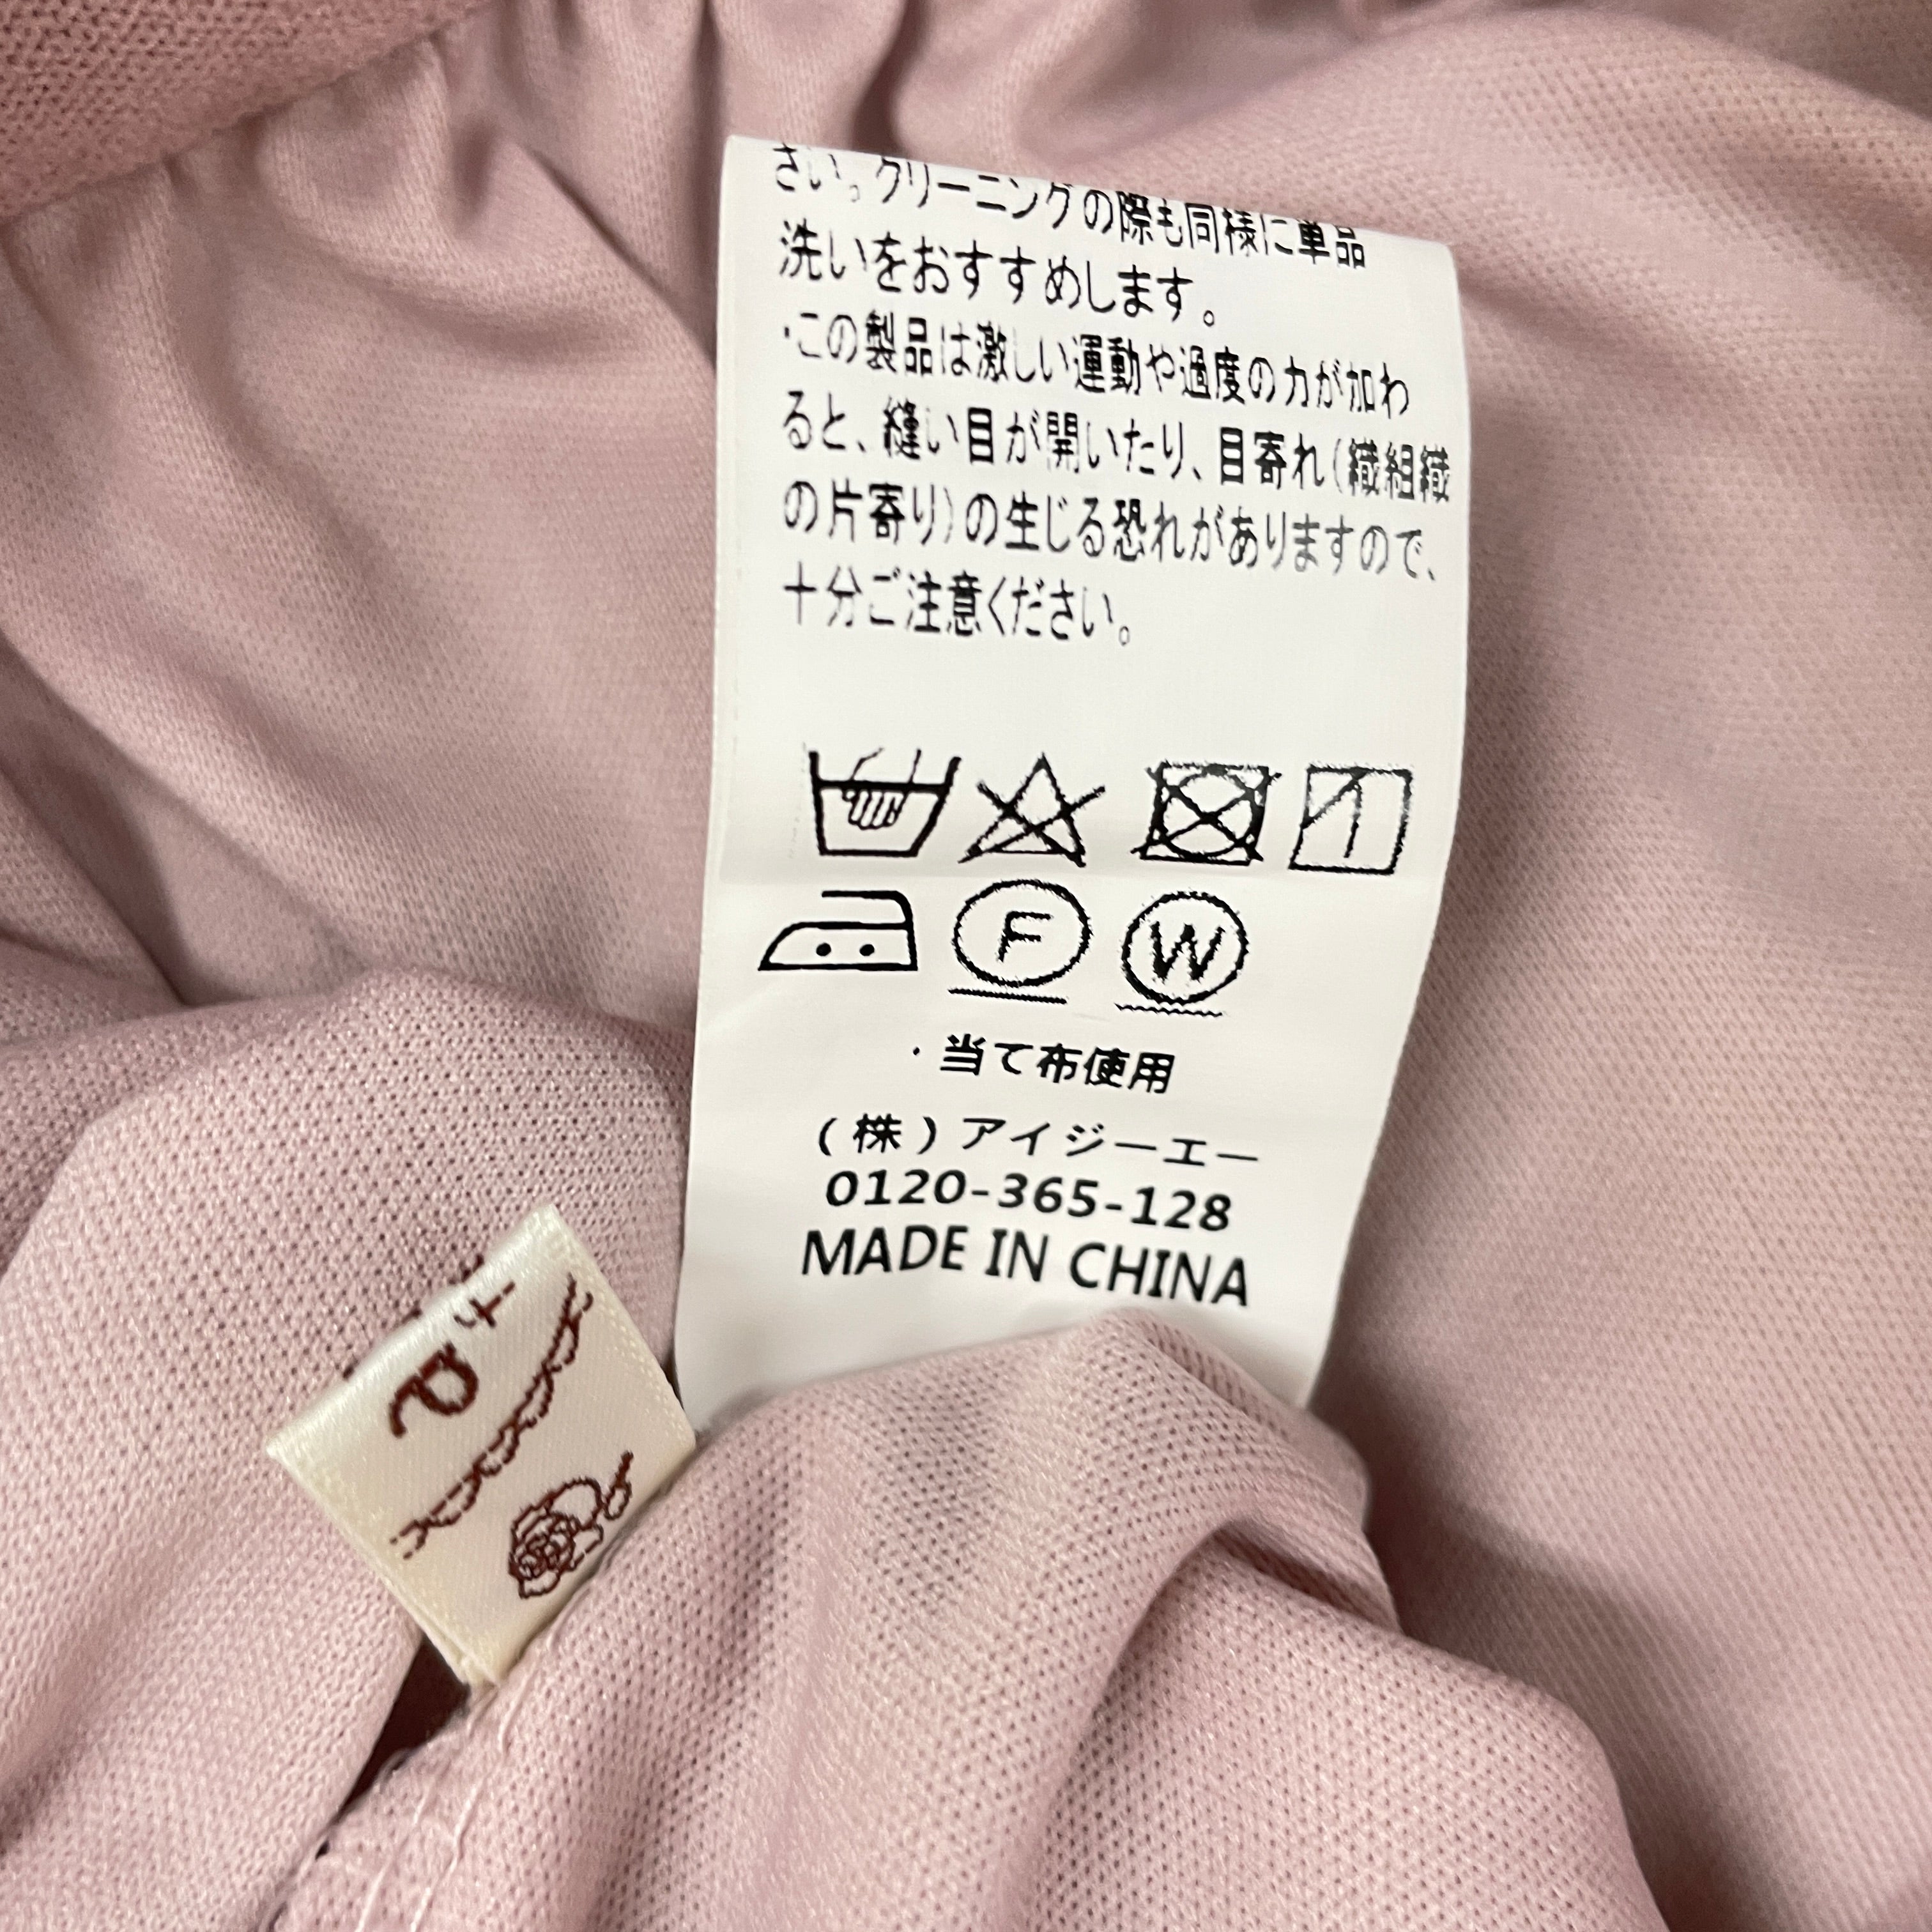 さい。クリーニングの際も同様に単品
洗いをおすすめします。
・この製品は激しい運動や過度の力が加わ
ると、縫い目が開いたり、目寄れ(織組織
の片寄り)の生じる恐れがありますので、
十分ご注意ください。
F
W
・当て布使用
(株)アイジーエー
0120-365-128
MADE IN CHINA